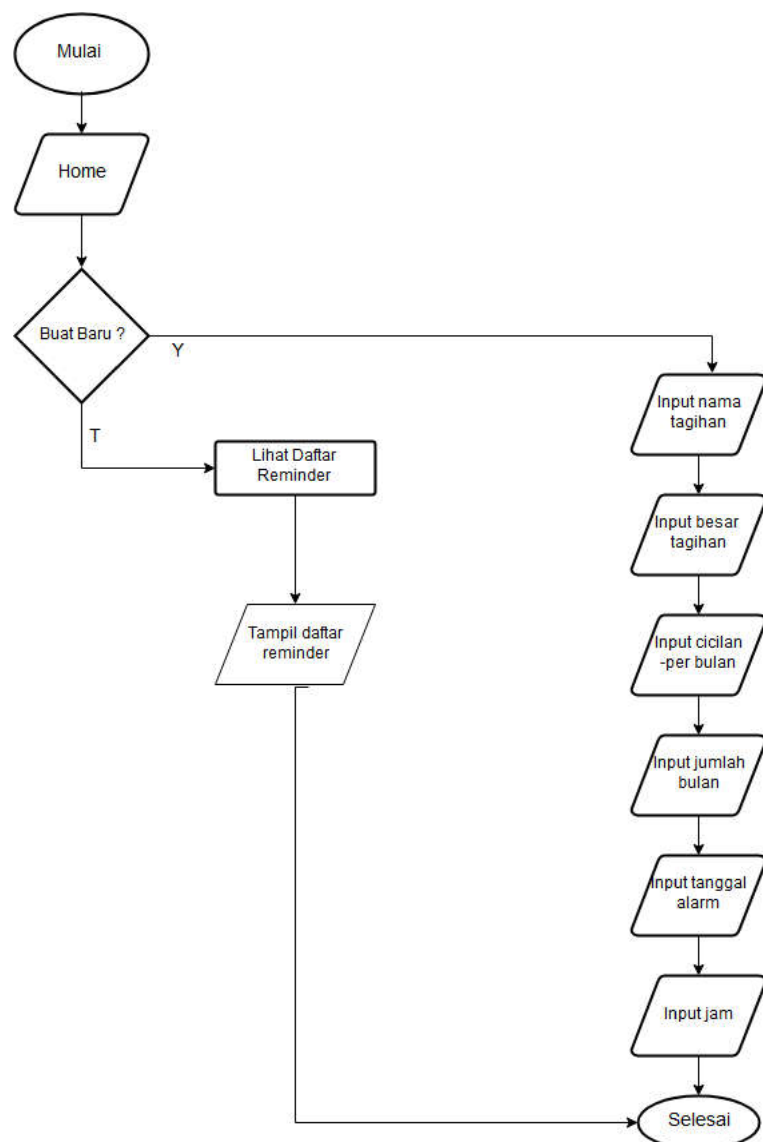 Mulai
Home
Buat Baru ?
Y
T
Lihat Daftar
Reminder
Tampil daftar
reminder
Input nama
tagihan
Input besar
tagihan
Input cicilan
-per bulan
Input jumlah
bulan
Input tanggal
alarm
Input jam
Selesai